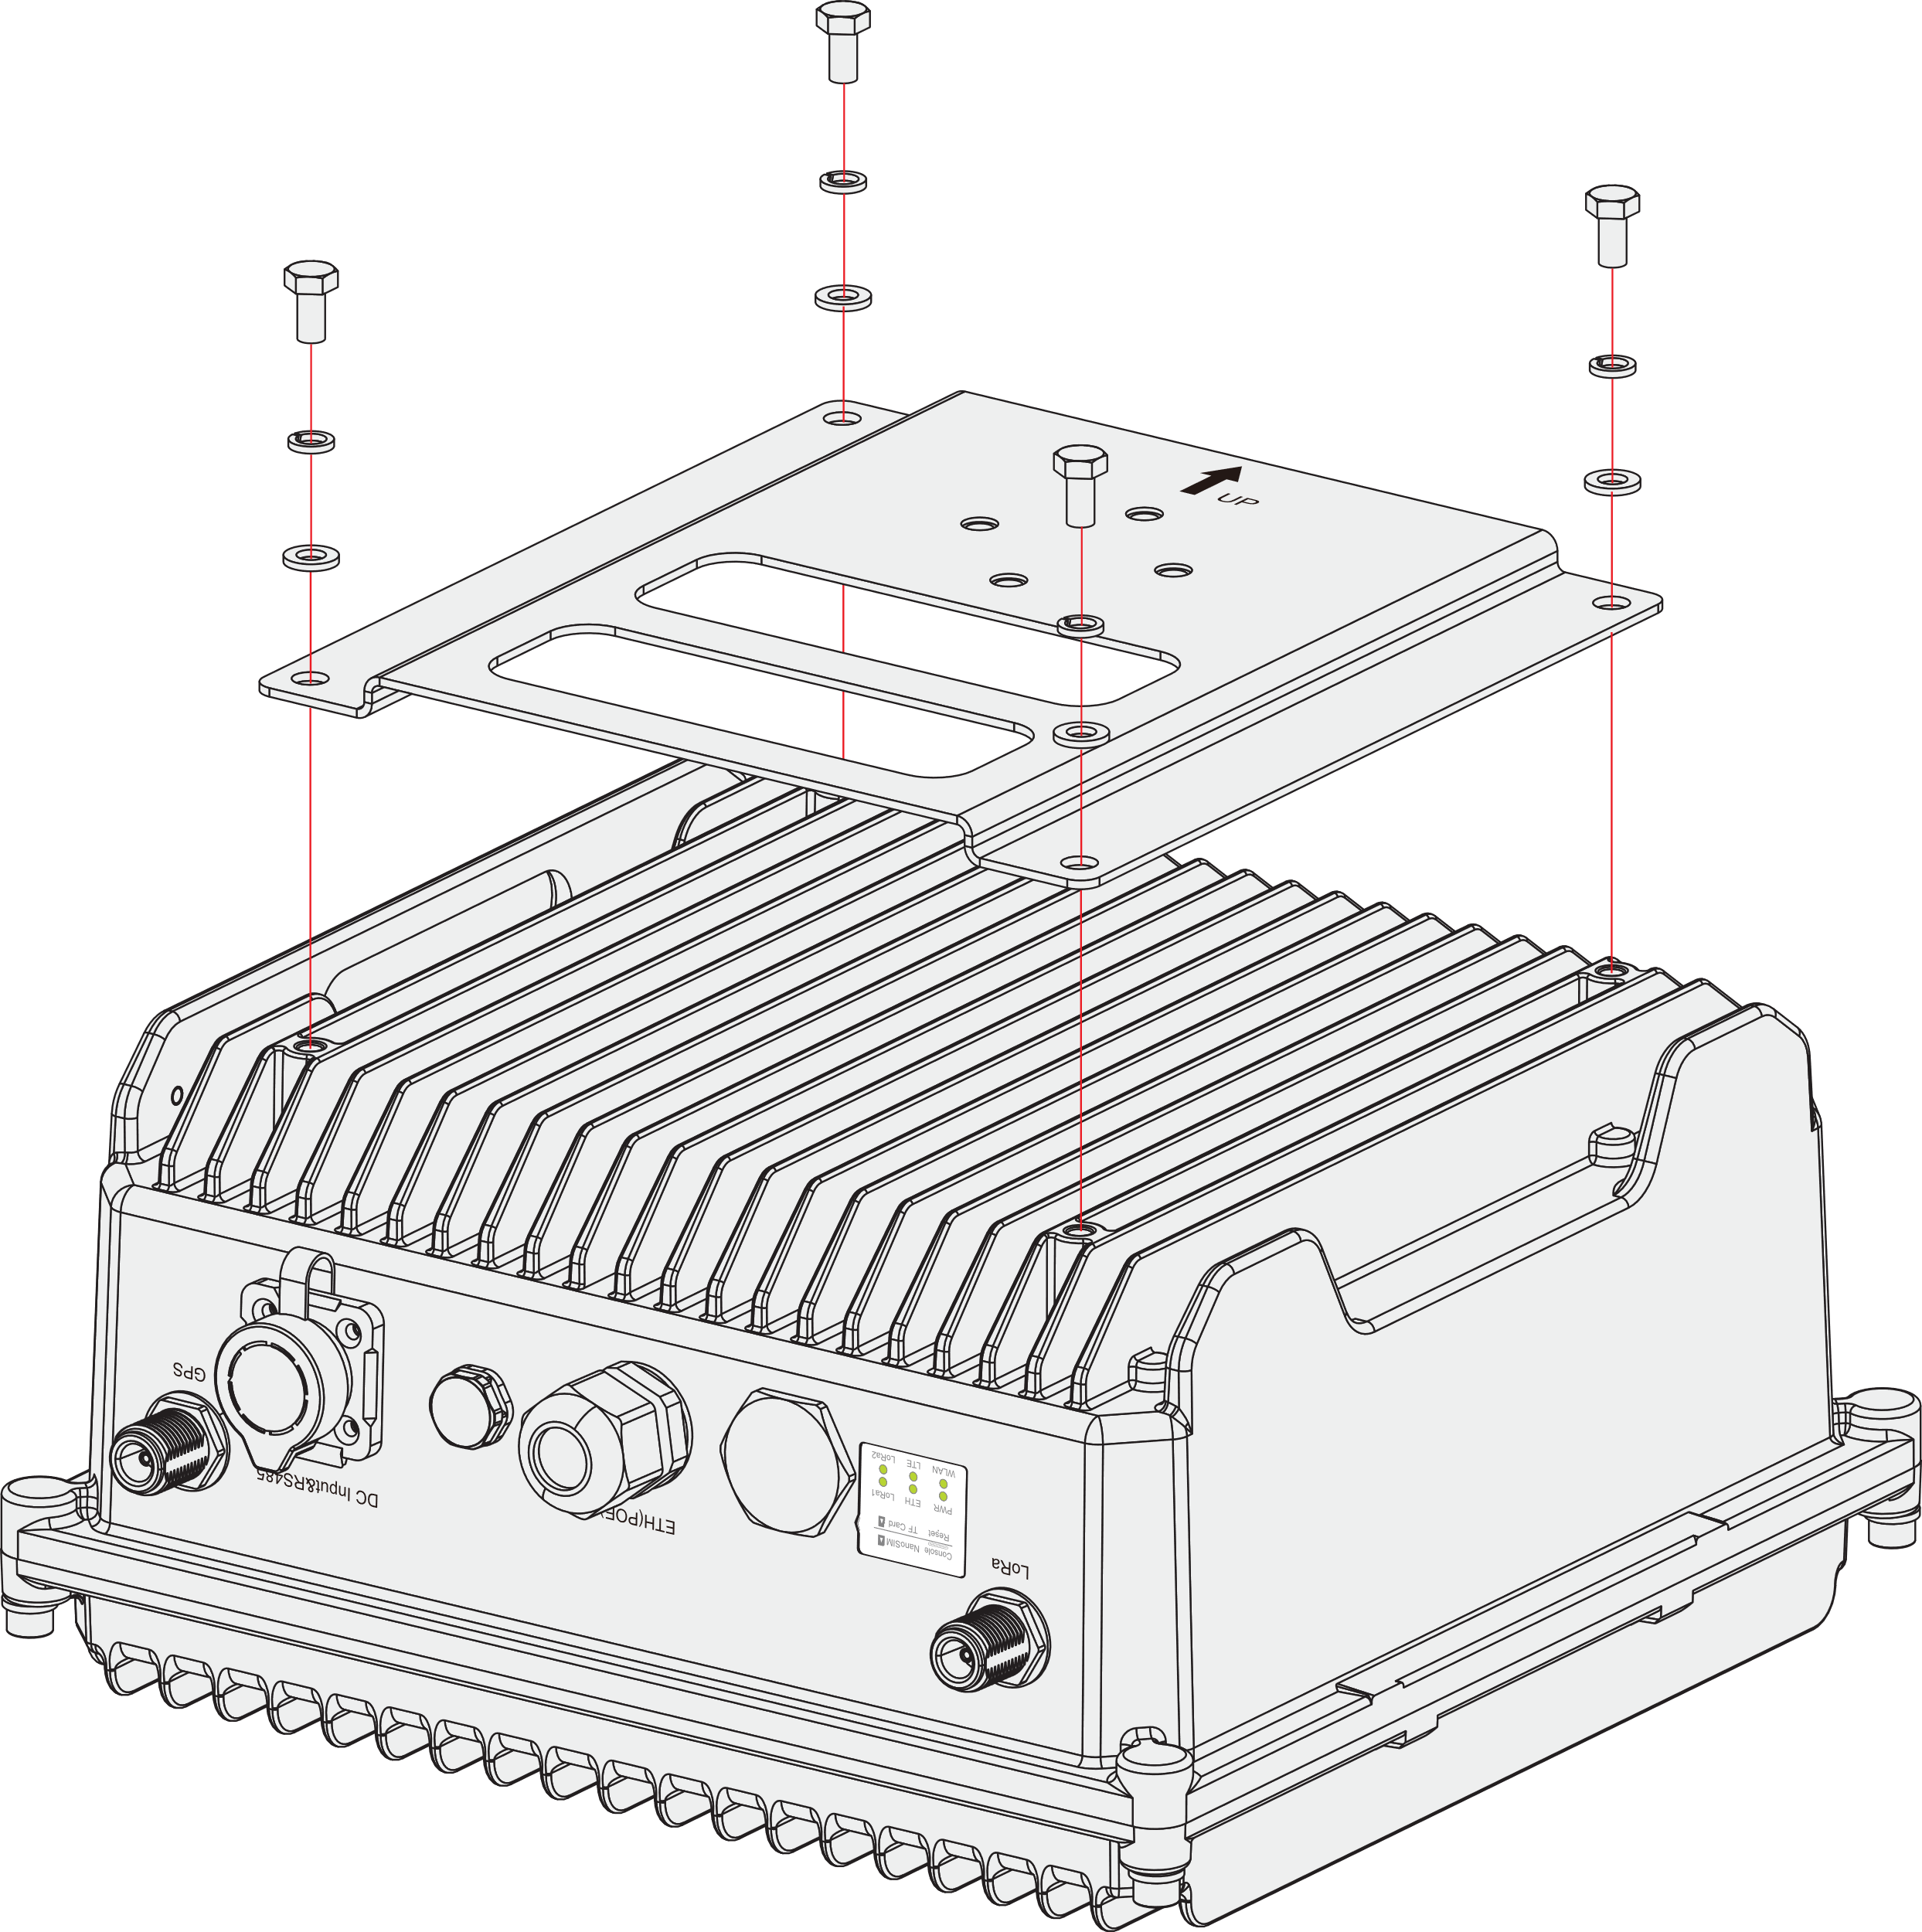 UP
GPS
DC Input&RS485
ETH(POE)
LoRa2
LTE
WLAN
LoRa1
ETH
PWR
TF Card
Reset
NanoSIM
Console
LoRa